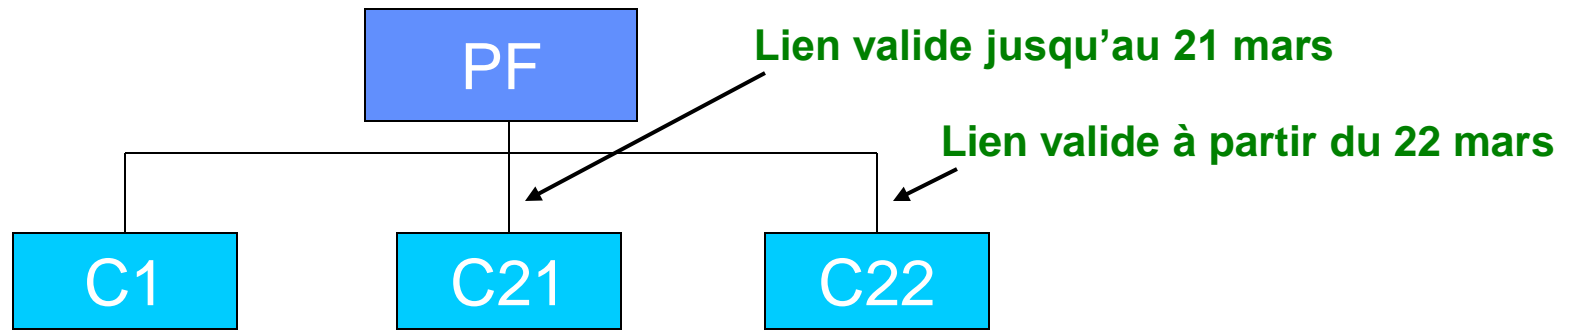 PF
Lien valide jusqu’au 21 mars
Lien valide à partir du 22 mars
C1
C21
C22